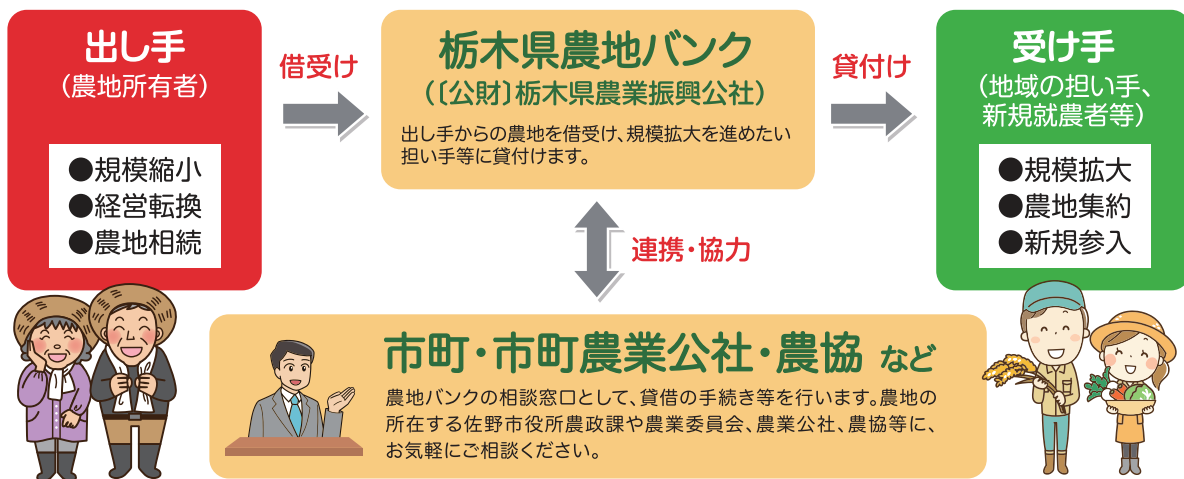 出し手
(農地所有者)
●規模縮小
●経営転換
●農地相続
借受け
栃木県農地バンク
(〔公財〕栃木県農業振興公社)
出し手からの農地を借受け、規模拡大を進めたい
担い手等に貸付けます。
貸付け
受け手
(地域の担い手、
新規就農者等)
●規模拡大
●農地集約
●新規参入
連携・協力
市町・市町農業公社・農協 など
農地バンクの相談窓口として、貸借の手続き等を行います。農地の
所在する佐野市役所農政課や農業委員会、農業公社、農協等に、
お気軽にご相談ください。